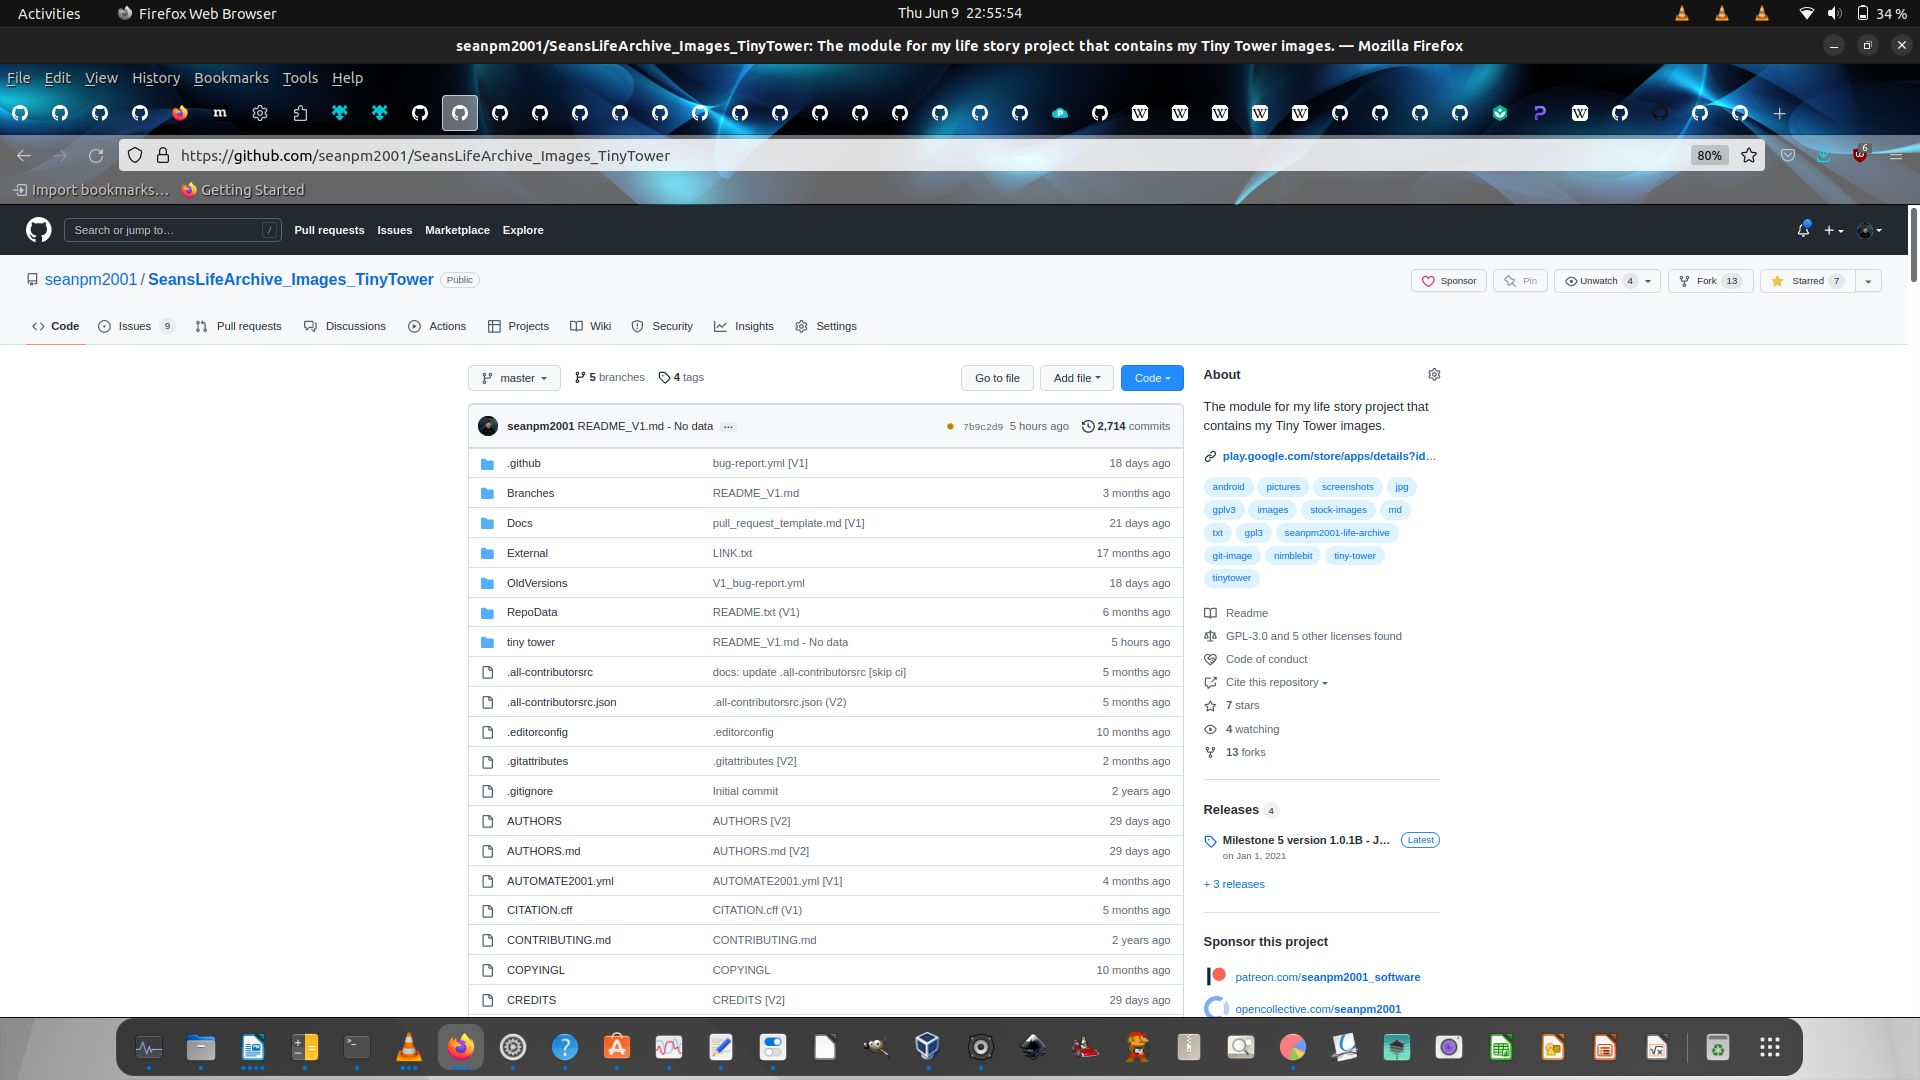 Activities Firefox Web Browser Thu Jun 9 22:55:54 34 %
seanpm2001/SeansLifeArchive_Images_TinyTower: The module for my life story project that contains my Tiny Tower images. — Mozilla Firefox
File Edit View History Bookmarks Tools Help
https://github.com/seanpm2001/SeansLifeArchive_Images_TinyTower 80% 6
Import bookmarks… Getting Started
Search or jump to… / Pull requests Issues Marketplace Explore
seanpm2001 / SeansLifeArchive_Images_TinyTower Public Sponsor Pin Unwatch 4 Fork 13 Starred 7
Code Issues 9 Pull requests Discussions Actions Projects Wiki Security Insights Settings
master 5 branches 4 tags Go to file Add file Code
seanpm2001 README_V1.md - No data ... 7b9c2d9 5 hours ago 2,714 commits
.github bug-report.yml [V1] 18 days ago
Branches README_V1.md 3 months ago
Docs pull_request_template.md [V1] 21 days ago
External LINK.txt 17 months ago
OldVersions V1_bug-report.yml 18 days ago
RepoData README.txt (V1) 6 months ago
tiny tower README_V1.md - No data 5 hours ago
.all-contributorsrc docs: update .all-contributorsrc [skip ci] 5 months ago
.all-contributorsrc.json .all-contributorsrc.json (V2) 5 months ago
.editorconfig .editorconfig 10 months ago
.gitattributes .gitattributes [V2] 2 months ago
.gitignore Initial commit 2 years ago
AUTHORS AUTHORS [V2] 29 days ago
AUTHORS.md AUTHORS.md [V2] 29 days ago
AUTOMATE2001.yml AUTOMATE2001.yml [V1] 4 months ago
CITATION.cff CITATION.cff (V1) 5 months ago
CONTRIBUTING.md CONTRIBUTING.md 2 years ago
COPYINGL COPYINGL 10 months ago
CREDITS CREDITS [V2] 29 days ago
About
The module for my life story project that
contains my Tiny Tower images.
play.google.com/store/apps/details?id…
android pictures screenshots jpg
gplv3 images stock-images md
txt gpl3 seanpm2001-life-archive
git-image nimblebit tiny-tower
tinytower
Readme
GPL-3.0 and 5 other licenses found
Code of conduct
Cite this repository
7 stars
4 watching
13 forks
Releases 4
Milestone 5 version 1.0.1B - J… Latest
on Jan 1, 2021
+ 3 releases
Sponsor this project
patreon.com/seanpm2001_software
opencollective.com/seanpm2001